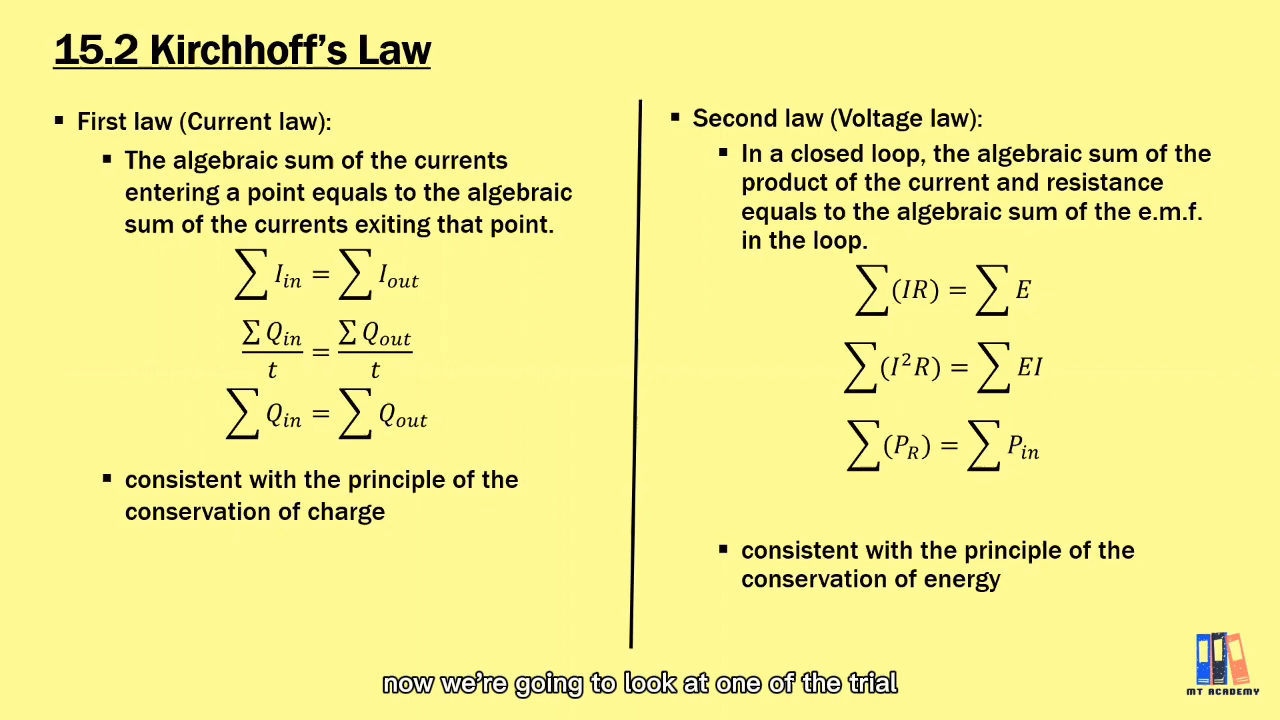 15.2 Kirchhoff's Law
▪ First law (Current law):
▪ The algebraic sum of the currents
entering a point equals to the algebraic
sum of the currents exiting that point.
∑ I_in = ∑ I_out
∑ Q_in / t = ∑ Q_out / t
∑ Q_in = ∑ Q_out
▪ consistent with the principle of the
conservation of charge
▪ Second law (Voltage law):
▪ In a closed loop, the algebraic sum of the
product of the current and resistance
equals to the algebraic sum of the e.m.f.
in the loop.
∑(IR) = ∑ E
∑(I²R) = ∑ EI
∑(P_R) = ∑ P_in
▪ consistent with the principle of the
conservation of energy
MT ACADEMY
now we're going to look at one of the trial